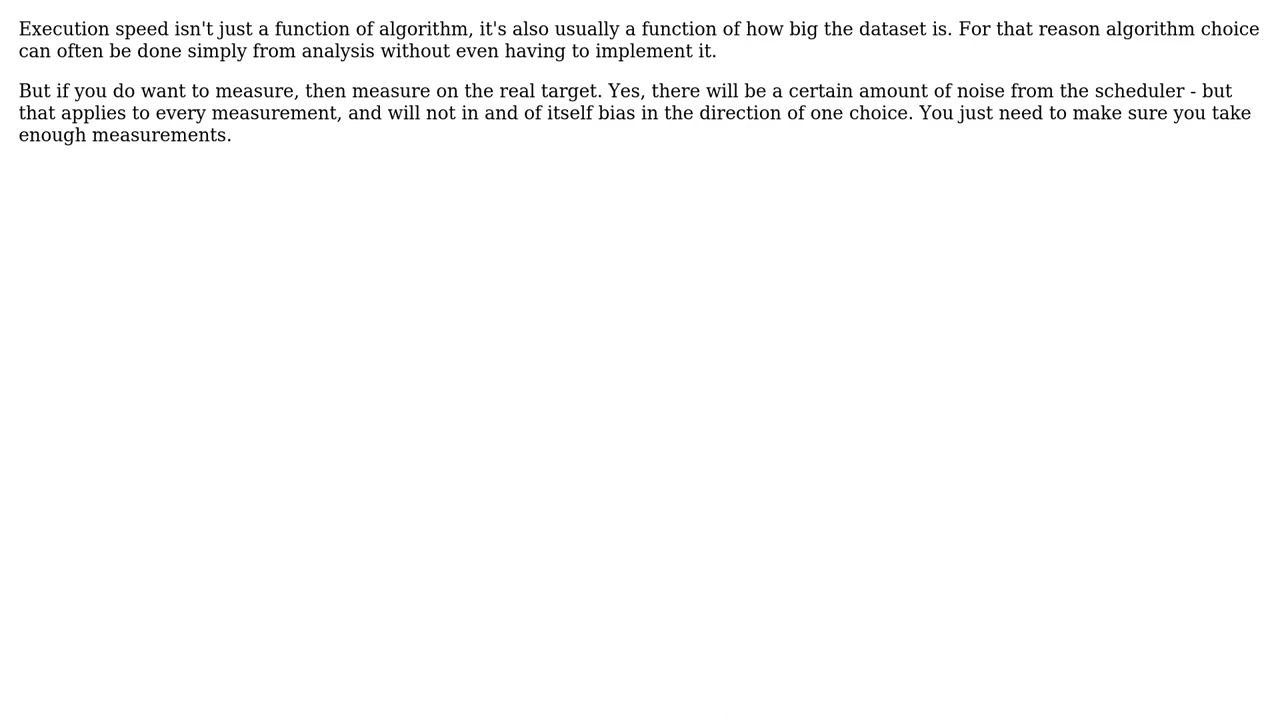 Execution speed isn't just a function of algorithm, it's also usually a function of how big the dataset is. For that reason algorithm choice
can often be done simply from analysis without even having to implement it.
But if you do want to measure, then measure on the real target. Yes, there will be a certain amount of noise from the scheduler - but
that applies to every measurement, and will not in and of itself bias in the direction of one choice. You just need to make sure you take
enough measurements.